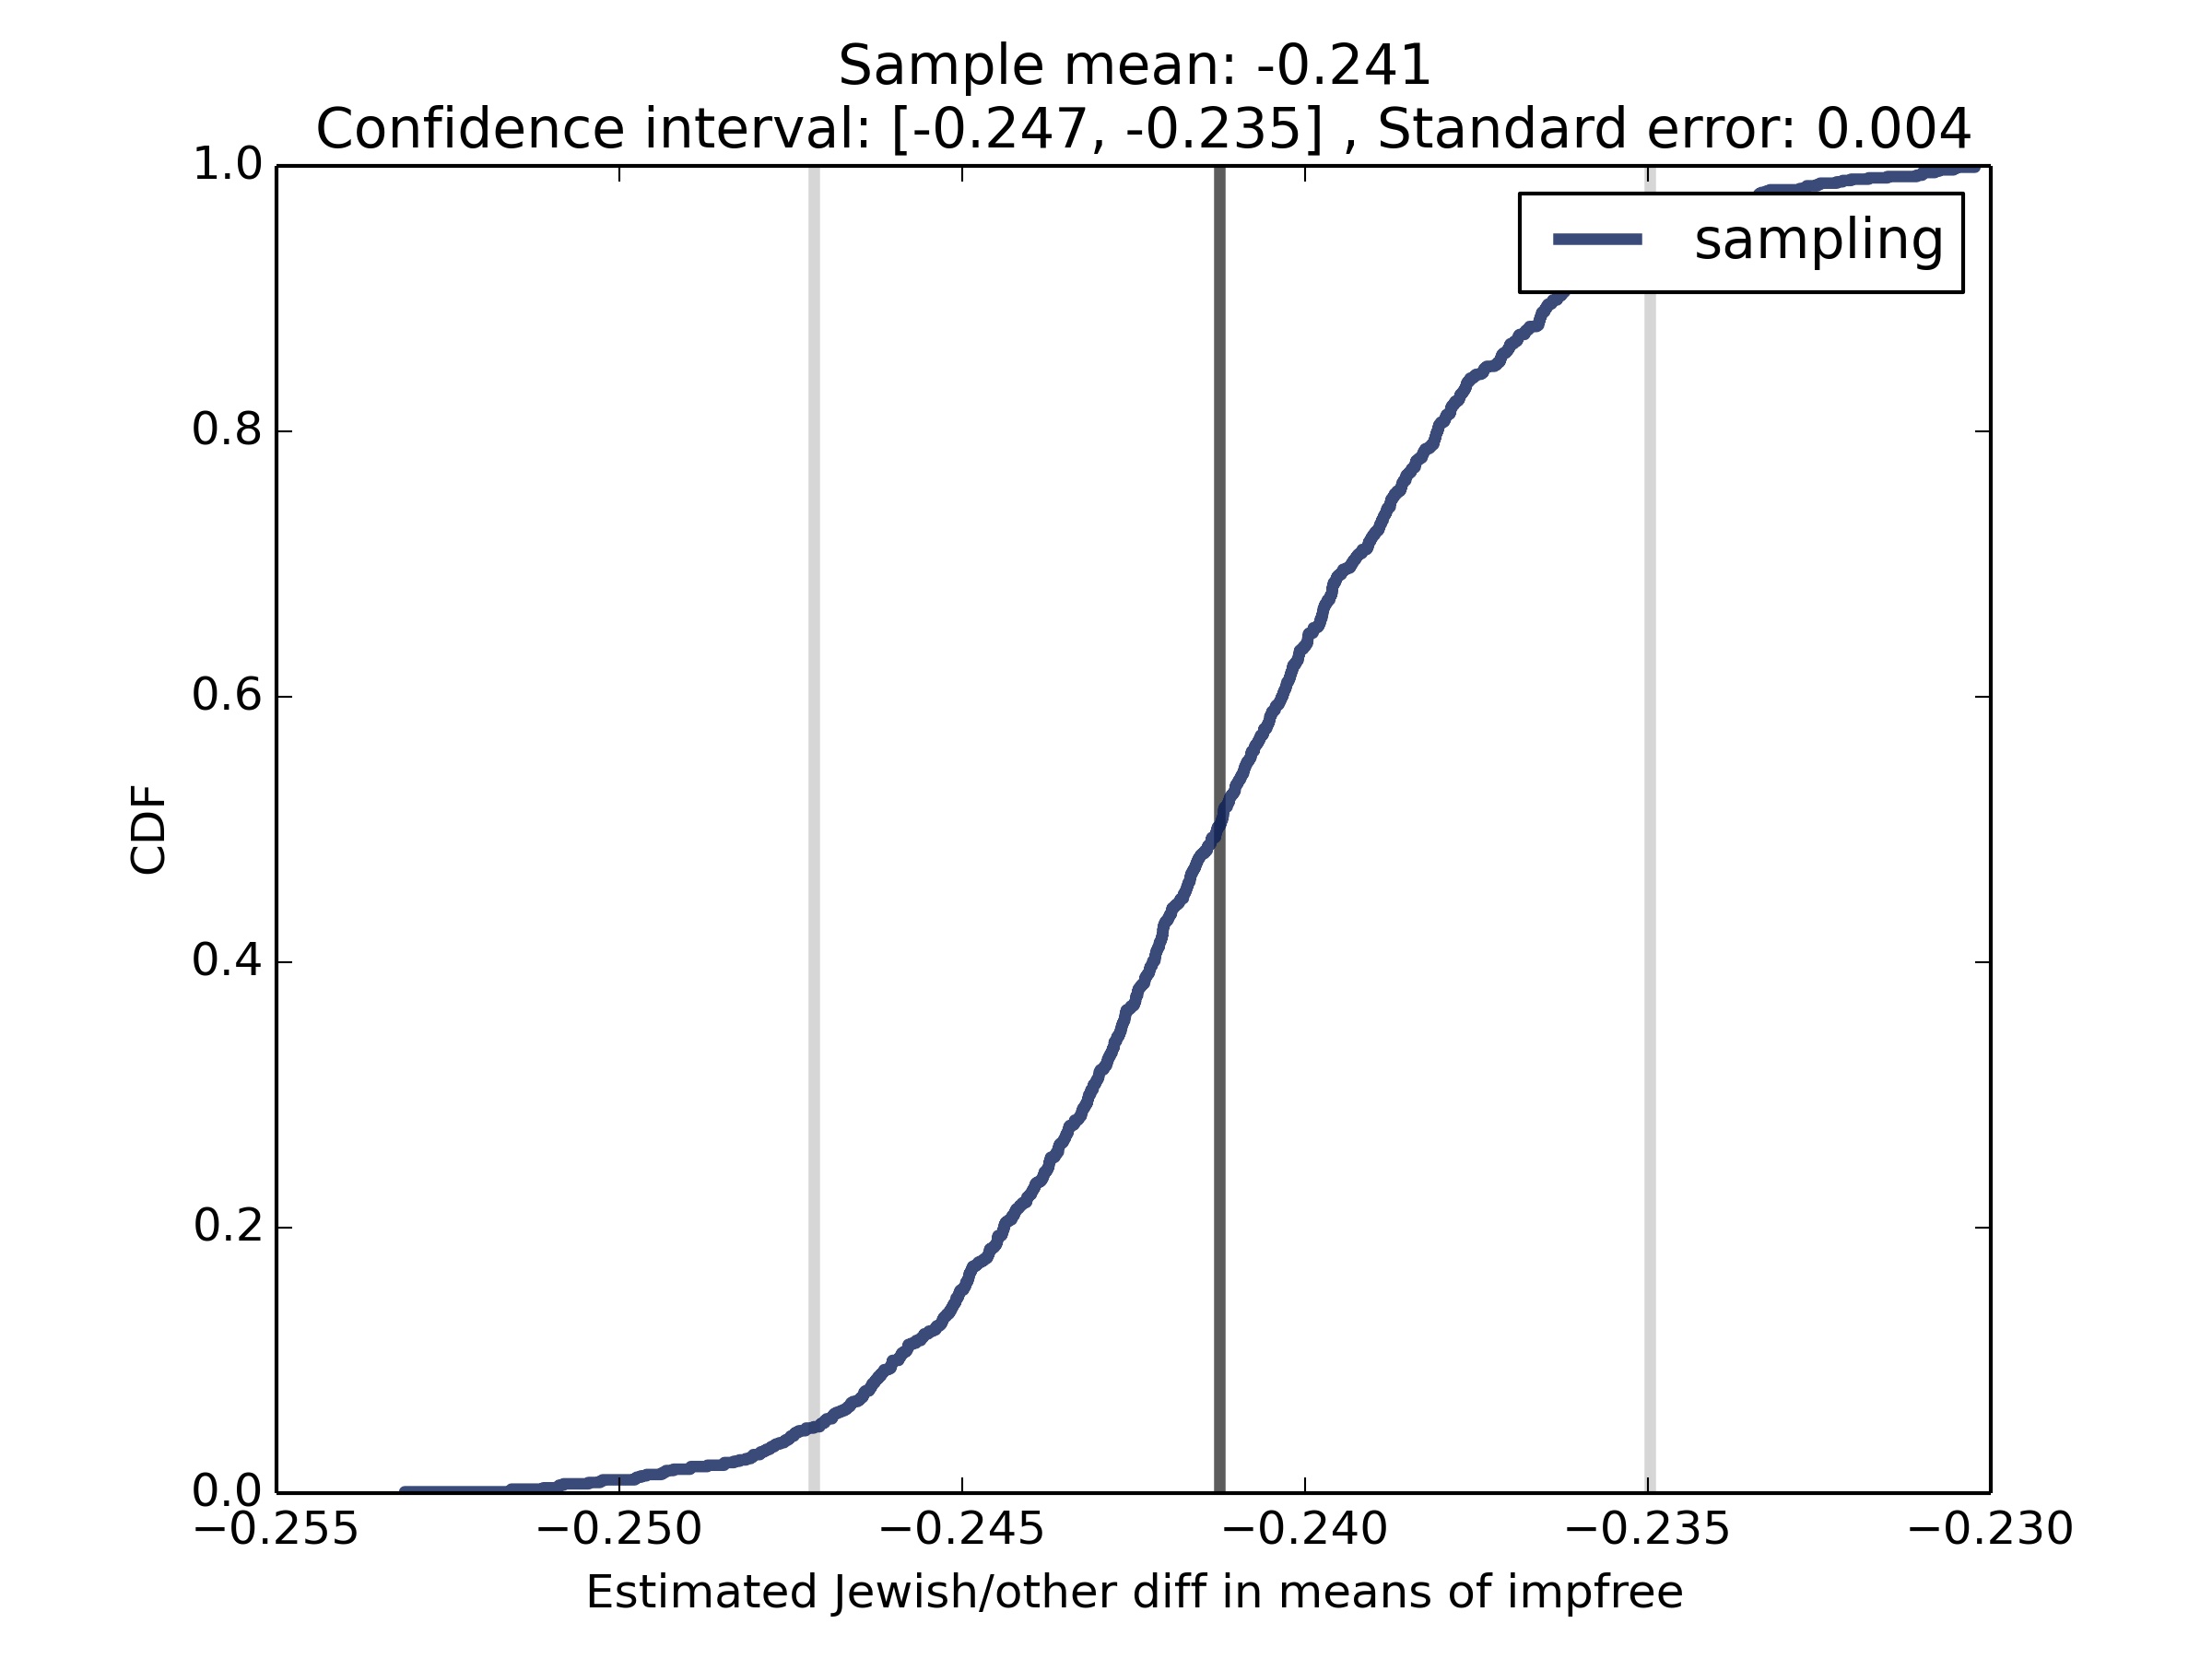 Sample mean: -0.241
Confidence interval: [-0.247, -0.235] , Standard error: 0.004
1.0
sampling
0.8
0.6
CDF
0.4
0.2
0.0
−0.255 −0.250 −0.245 −0.240 −0.235 −0.230
Estimated Jewish/other diff in means of impfree